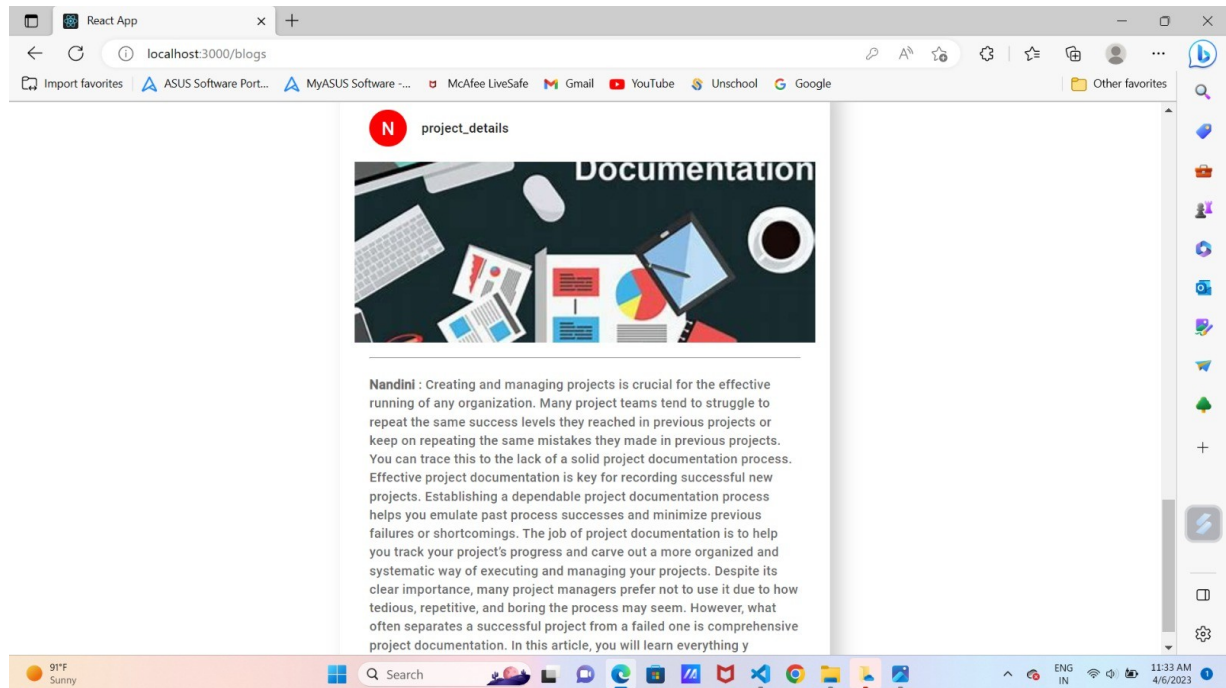 React App
localhost:3000/blogs
Import favorites
ASUS Software Port...
MyASUS Software -...
McAfee LiveSafe
Gmail
YouTube
Unschool
Google
Other favorites
N
project_details
Documentation
Nandini : Creating and managing projects is crucial for the effective
running of any organization. Many project teams tend to struggle to
repeat the same success levels they reached in previous projects or
keep on repeating the same mistakes they made in previous projects.
You can trace this to the lack of a solid project documentation process.
Effective project documentation is key for recording successful new
projects. Establishing a dependable project documentation process
helps you emulate past process successes and minimize previous
failures or shortcomings. The job of project documentation is to help
you track your project's progress and carve out a more organized and
systematic way of executing and managing your projects. Despite its
clear importance, many project managers prefer not to use it due to how
tedious, repetitive, and boring the process may seem. However, what
often separates a successful project from a failed one is comprehensive
project documentation. In this article, you will learn everything y
91°F
Sunny
Search
ENG
IN
11:33 AM
4/6/2023
1